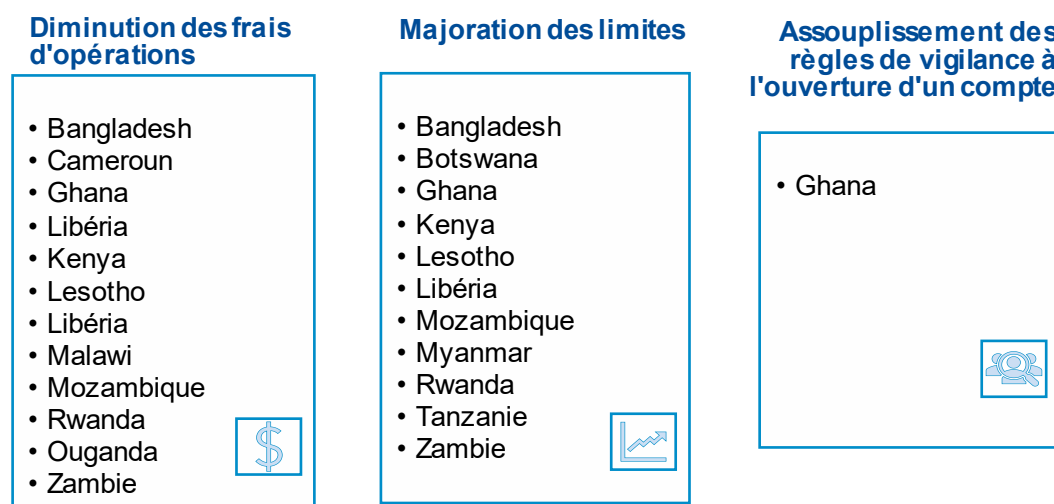 Diminution des frais
d'opérations
• Bangladesh
• Cameroun
• Ghana
• Libéria
• Kenya
• Lesotho
• Libéria
• Malawi
• Mozambique
• Rwanda
• Ouganda
• Zambie
Majoration des limites
• Bangladesh
• Botswana
• Ghana
• Kenya
• Lesotho
• Libéria
• Mozambique
• Myanmar
• Rwanda
• Tanzanie
• Zambie
Assouplissement des
règles de vigilance à
l'ouverture d'un compte
• Ghana
$